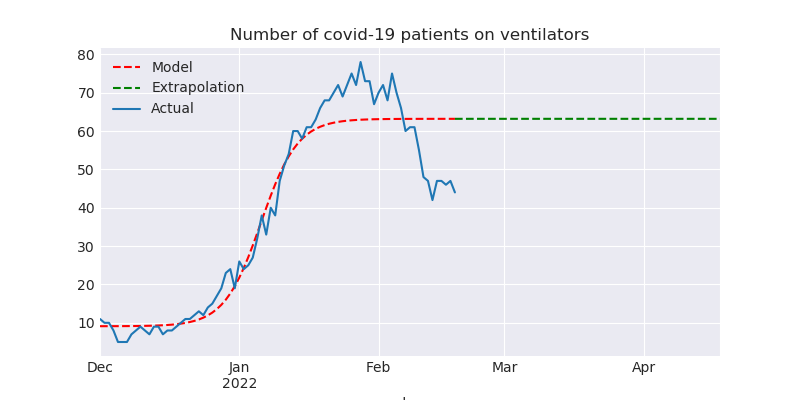 Number of covid-19 patients on ventilators
80
70
60
50
40
30
20
10
Model
Extrapolation
Actual
Dec
Jan
2022
Feb
Mar
Apr